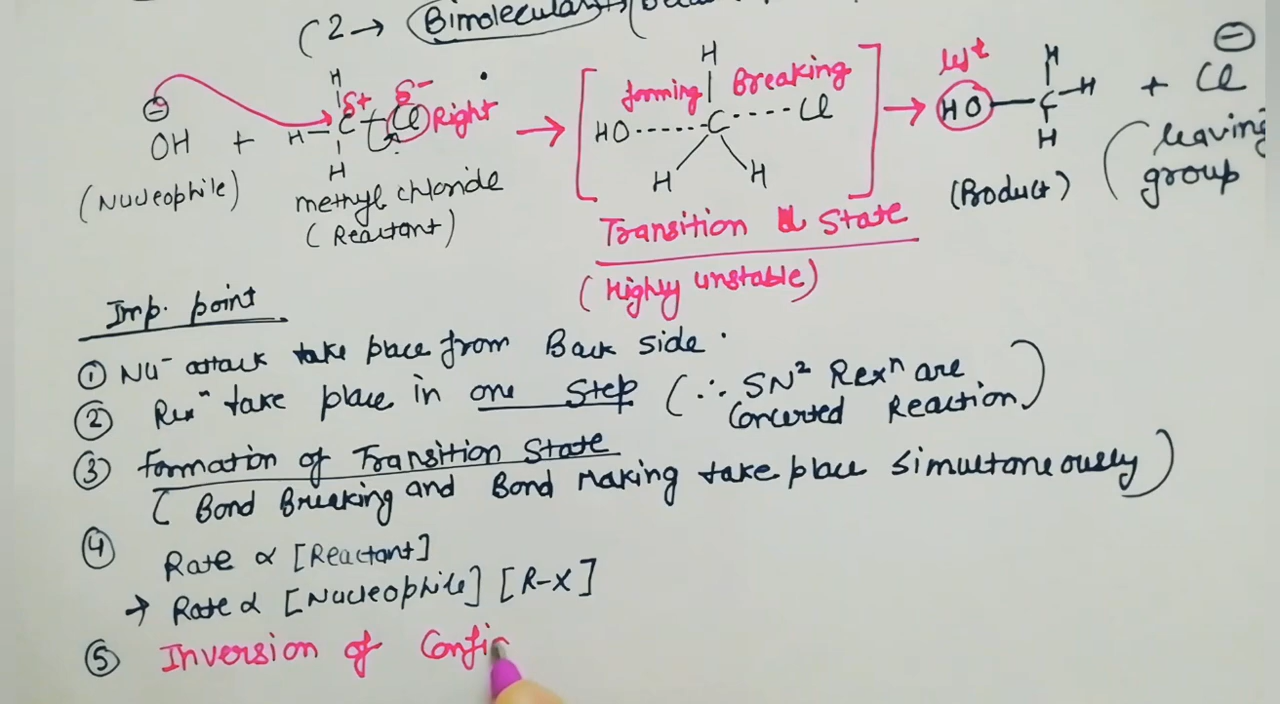 (2→ Bimolecular
⊖ OH + H-C-Cl → [HO-----C----Cl] → HO-C-H + Cl ⊖
H H H H
H H H H
δ+ δ- Right forming Breaking left
(Nucleophile) methyl chloride (Product) (leaving
(Reactant) Transition State group
(Highly unstable)
Imp. point
① Nu⁻ attack take place from Back side.
② Rexⁿ take place in one Step (∴ SN² Rexⁿ are
Concerted Reaction)
③ Formation of Transition State
( Bond Breaking and Bond Making take place simultaneously)
④ Rate ∝ [Reactant]
→ Rate ∝ [Nucleophile] [R-X]
⑤ Inversion of Confi